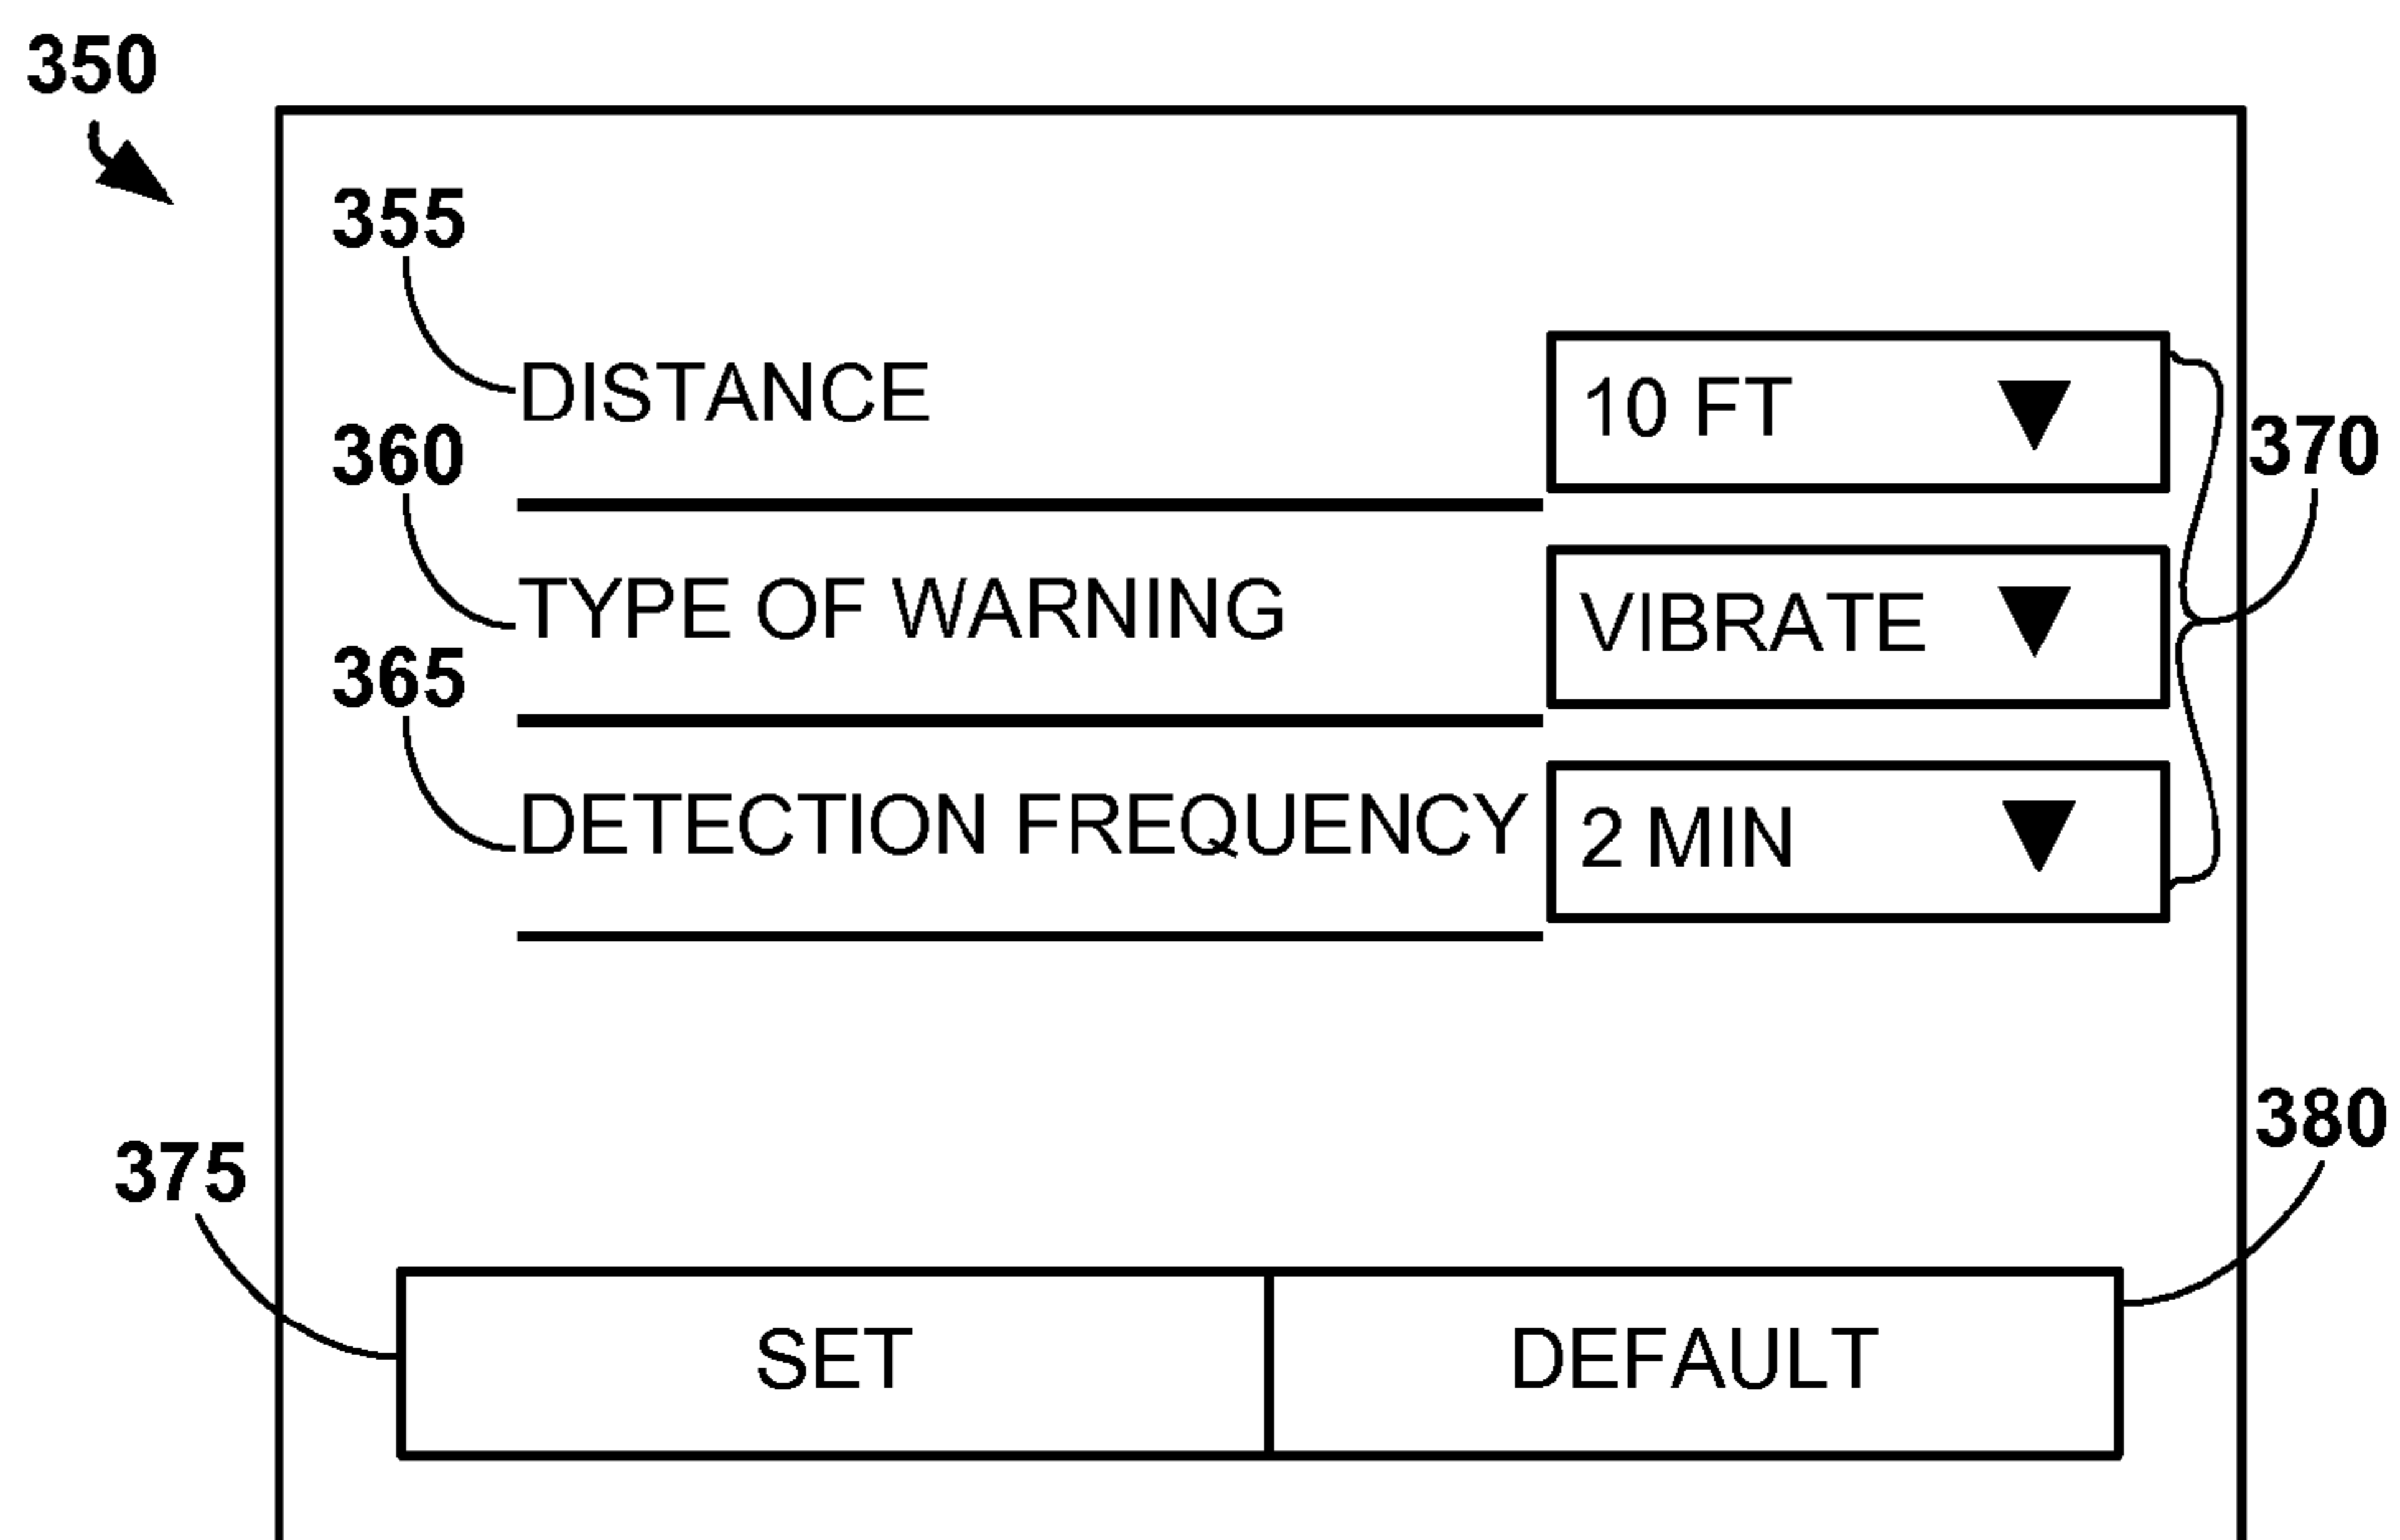 350
355
DISTANCE
10 FT
360
370
TYPE OF WARNING
VIBRATE
365
DETECTION FREQUENCY
2 MIN
380
375
SET
DEFAULT